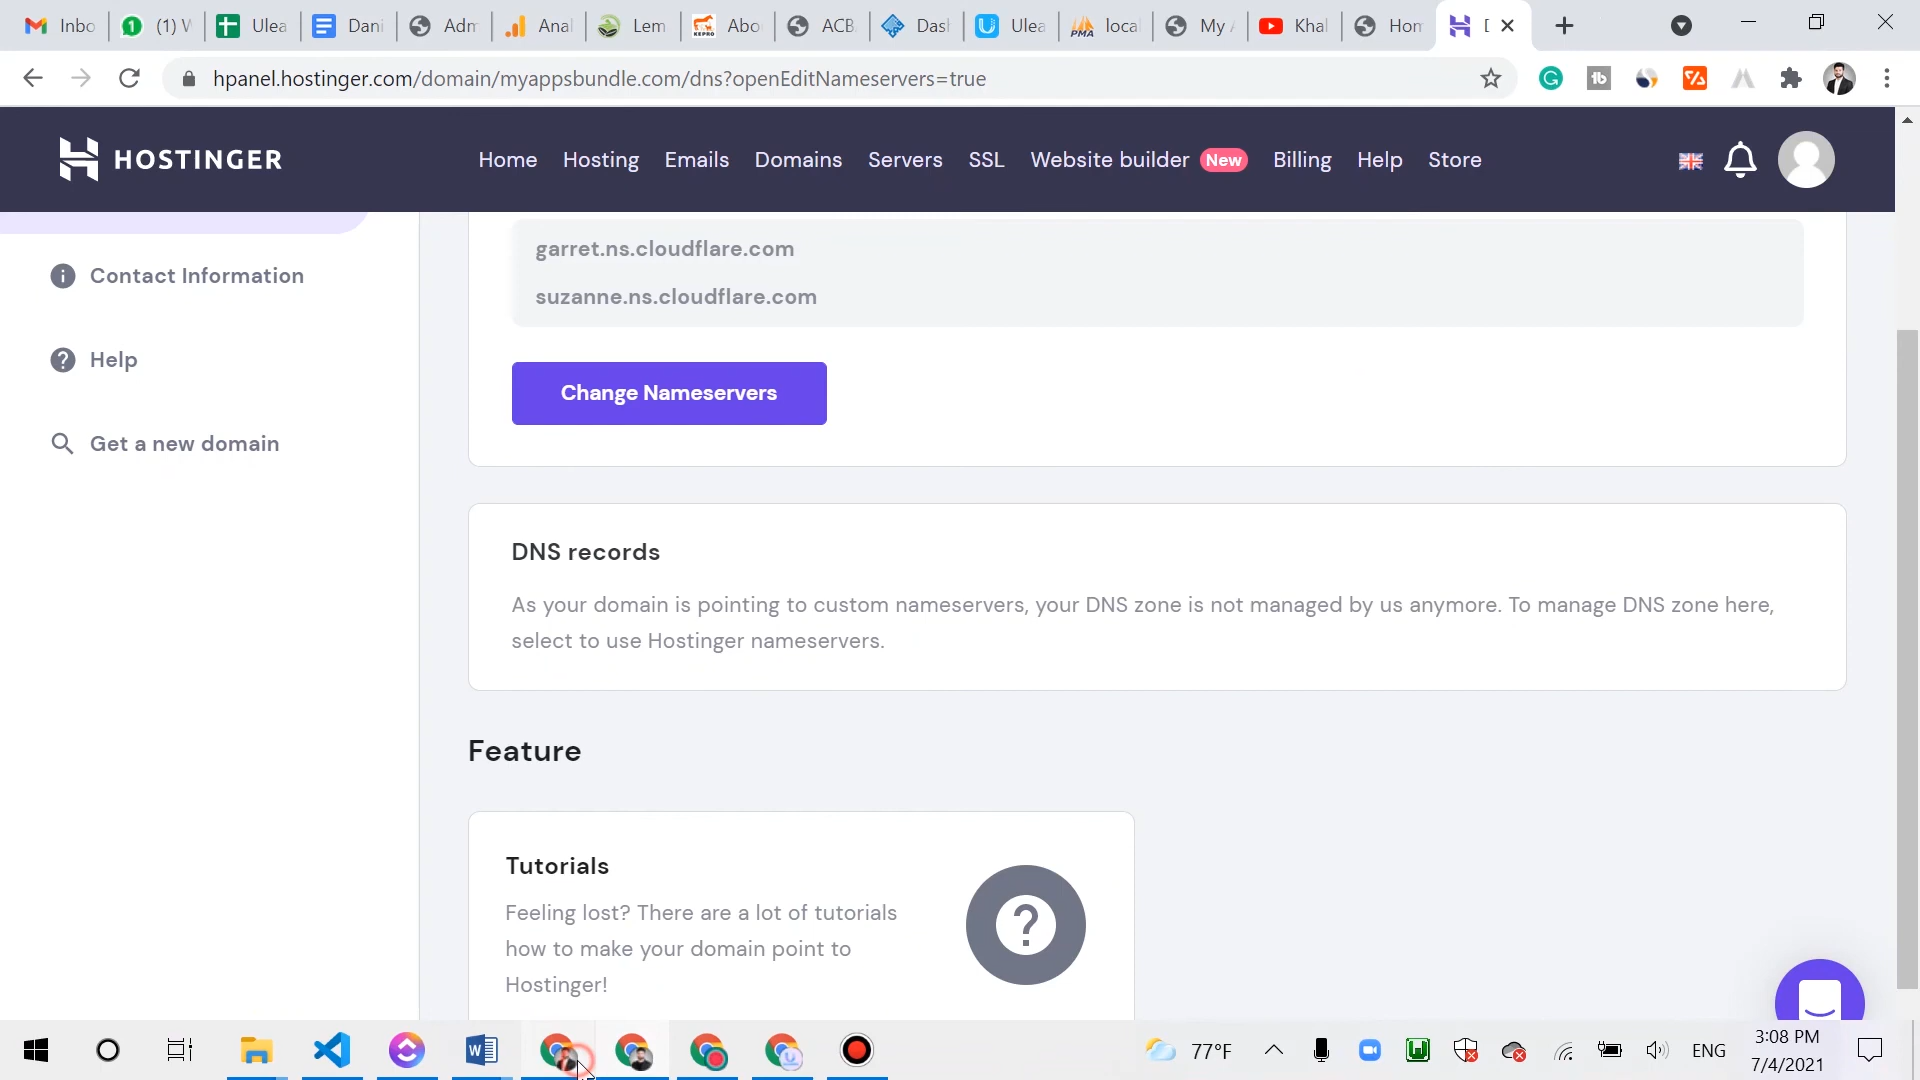 Inbo
(1) W
Ulea
Dani
Adm
Anal
Lem
Abo
ACB
Dash
Ulea
loca
My A
Khal
Hom
hpanel.hostinger.com/domain/myappsbundle.com/dns?openEditNameservers=true
HOSTINGER
Home
Hosting
Emails
Domains
Servers
SSL
Website builder New
Billing
Help
Store
garret.ns.cloudflare.com
suzanne.ns.cloudflare.com
Change Nameservers
Contact Information
Help
Get a new domain
DNS records
As your domain is pointing to custom nameservers, your DNS zone is not managed by us anymore. To manage DNS zone here,
select to use Hostinger nameservers.
Feature
Tutorials
Feeling lost? There are a lot of tutorials
how to make your domain point to
Hostinger!
77°F
ENG
3:08 PM
7/4/2021